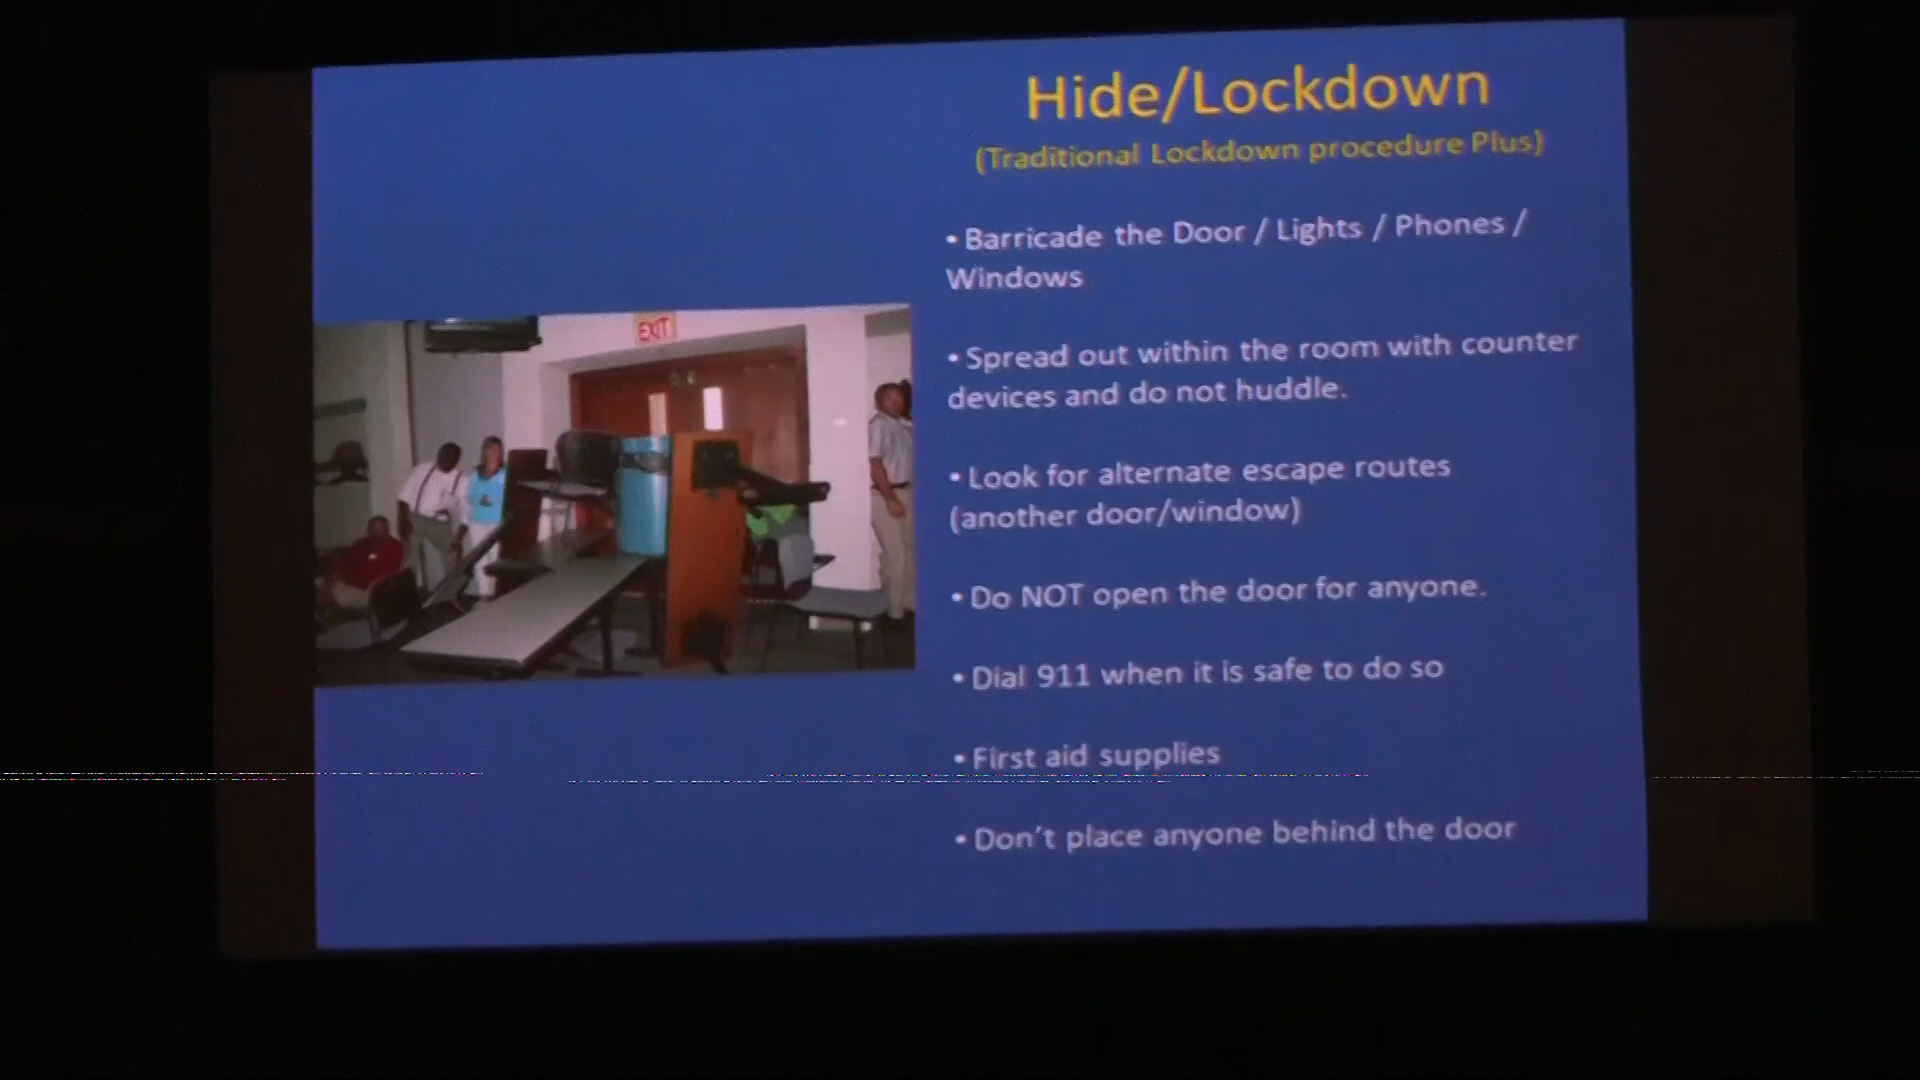 Hide/Lockdown
(Traditional Lockdown procedure Plus)
• Barricade the Door / Lights / Phones /
Windows
• Spread out within the room with counter
devices and do not huddle.
EXIT
• Look for alternate escape routes
(another door/window)
• Do NOT open the door for anyone.
• Dial 911 when it is safe to do so
• First aid supplies
• Don't place anyone behind the door